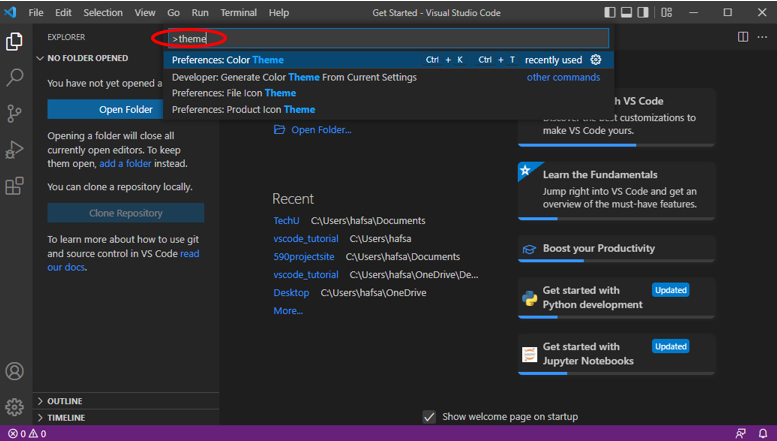 File Edit Selection View Go Run Terminal Help
Get Started - Visual Studio Code
>theme
Preferences: Color Theme Ctrl + K Ctrl + T recently used
Developer: Generate Color Theme From Current Settings other commands
Preferences: File Icon Theme
Preferences: Product Icon Theme
EXPLORER
NO FOLDER OPENED
You have not yet opened a
Open Folder
Opening a folder will close all
currently open editors. To keep
them open, add a folder instead.
You can clone a repository locally.
Clone Repository
To learn more about how to use git
and source control in VS Code read
our docs.
OUTLINE
TIMELINE
Open Folder...
Recent
TechU C:\Users\hafsa\Documents
vscode_tutorial C:\Users\hafsa
590projectsite C:\Users\hafsa\Documents
vscode_tutorial C:\Users\hafsa\OneDrive\De...
Desktop C:\Users\hafsa\OneDrive
More...
VS Code
best customizations to
make VS Code yours.
Learn the Fundamentals
Jump right into VS Code and get an
overview of the must-have features.
Boost your Productivity
Get started with Updated
Python development
Get started with Updated
Jupyter Notebooks
Show welcome page on startup
0 0